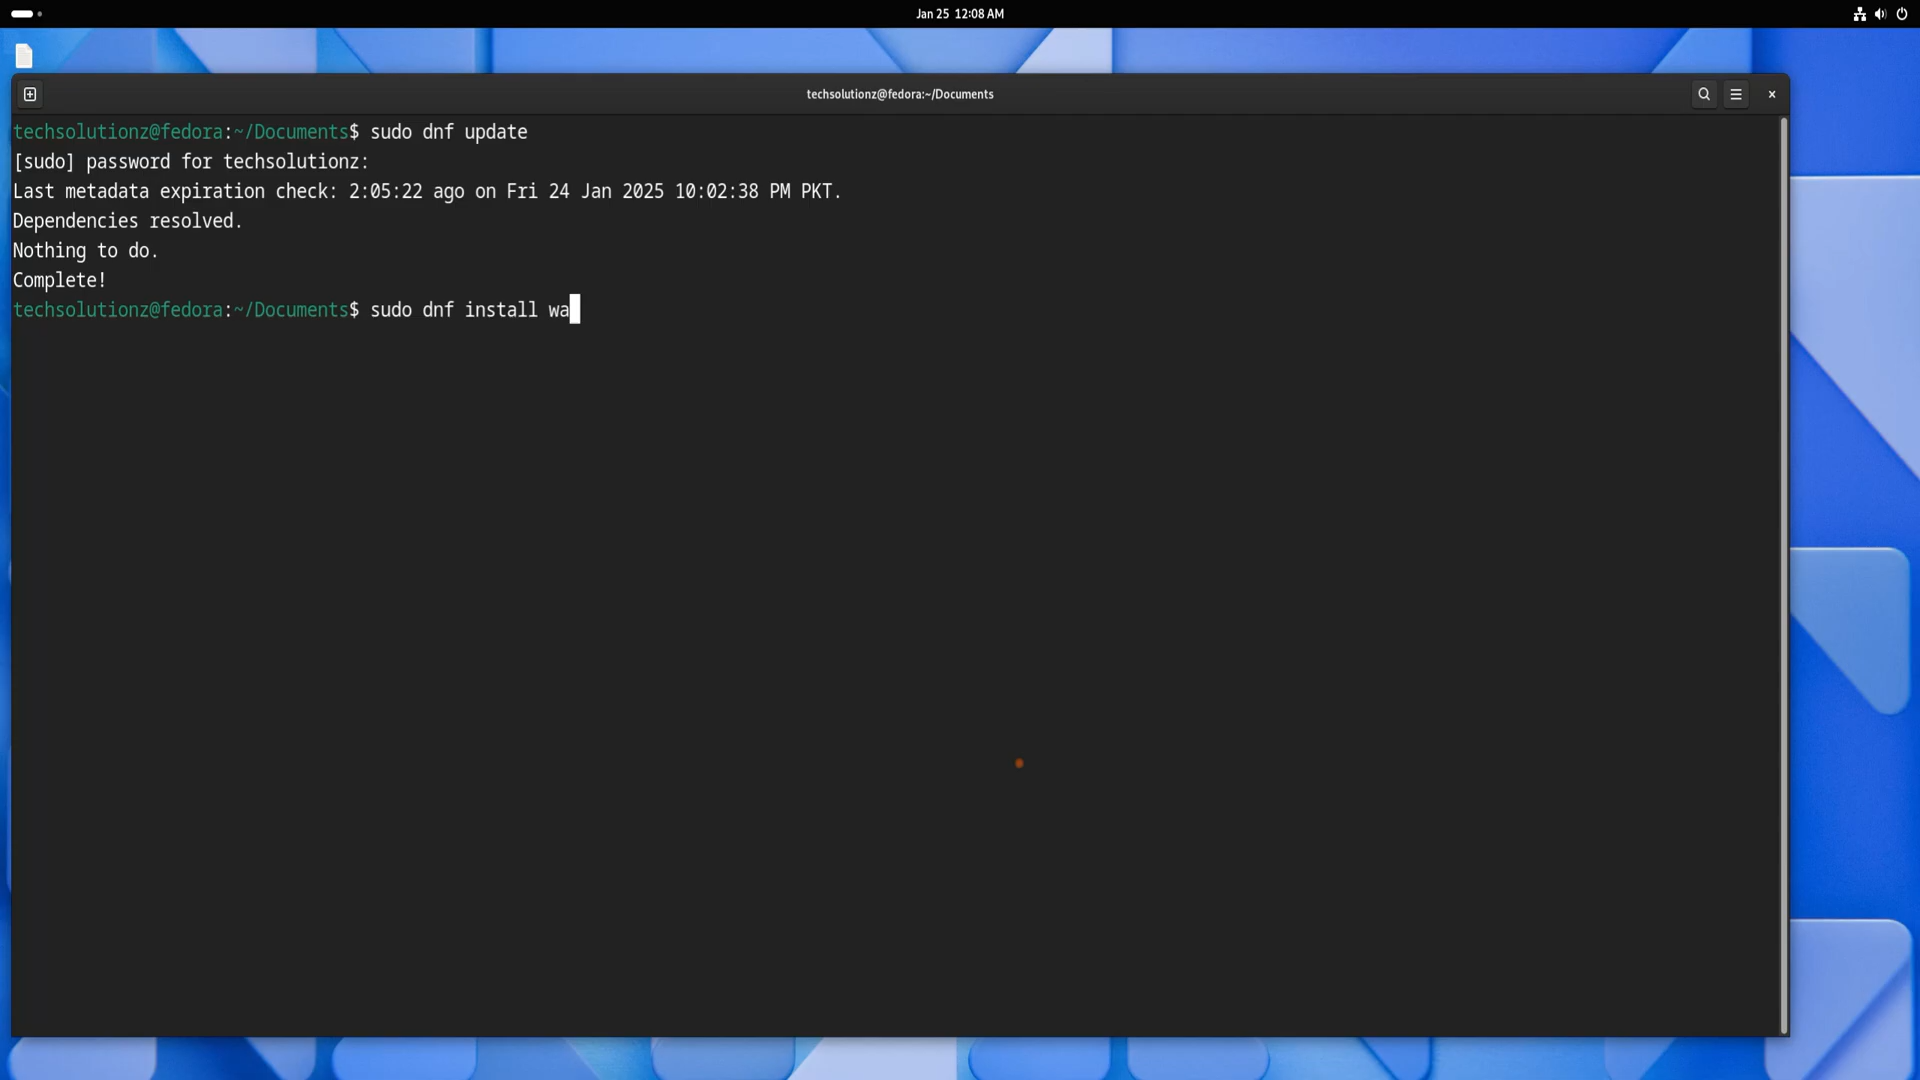 Jan 25 12:08 AM
techsolutionz@fedora:~/Documents
techsolutionz@fedora:~/Documents$ sudo dnf update
[sudo] password for techsolutionz:
Last metadata expiration check: 2:05:22 ago on Fri 24 Jan 2025 10:02:38 PM PKT.
Dependencies resolved.
Nothing to do.
Complete!
techsolutionz@fedora:~/Documents$ sudo dnf install wa